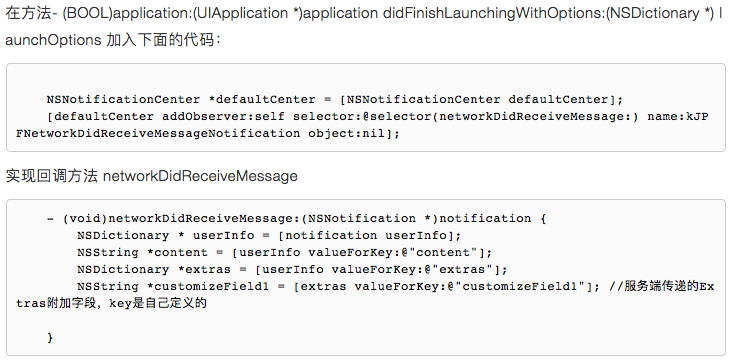 在方法- (BOOL)application:(UIApplication *)application didFinishLaunchingWithOptions:(NSDictionary *) l
aunchOptions 加入下面的代码：
NSNotificationCenter *defaultCenter = [NSNotificationCenter defaultCenter];
[defaultCenter addObserver:self selector:@selector(networkDidReceiveMessage:) name:kJP
FNetworkDidReceiveMessageNotification object:nil];
实现回调方法 networkDidReceiveMessage
- (void)networkDidReceiveMessage:(NSNotification *)notification {
NSDictionary * userInfo = [notification userInfo];
NSString *content = [userInfo valueForKey:@"content"];
NSDictionary *extras = [userInfo valueForKey:@"extras"];
NSString *customizeField1 = [extras valueForKey:@"customizeField1"]; //服务端传递的Ex
tras附加字段，key是自己定义的
}